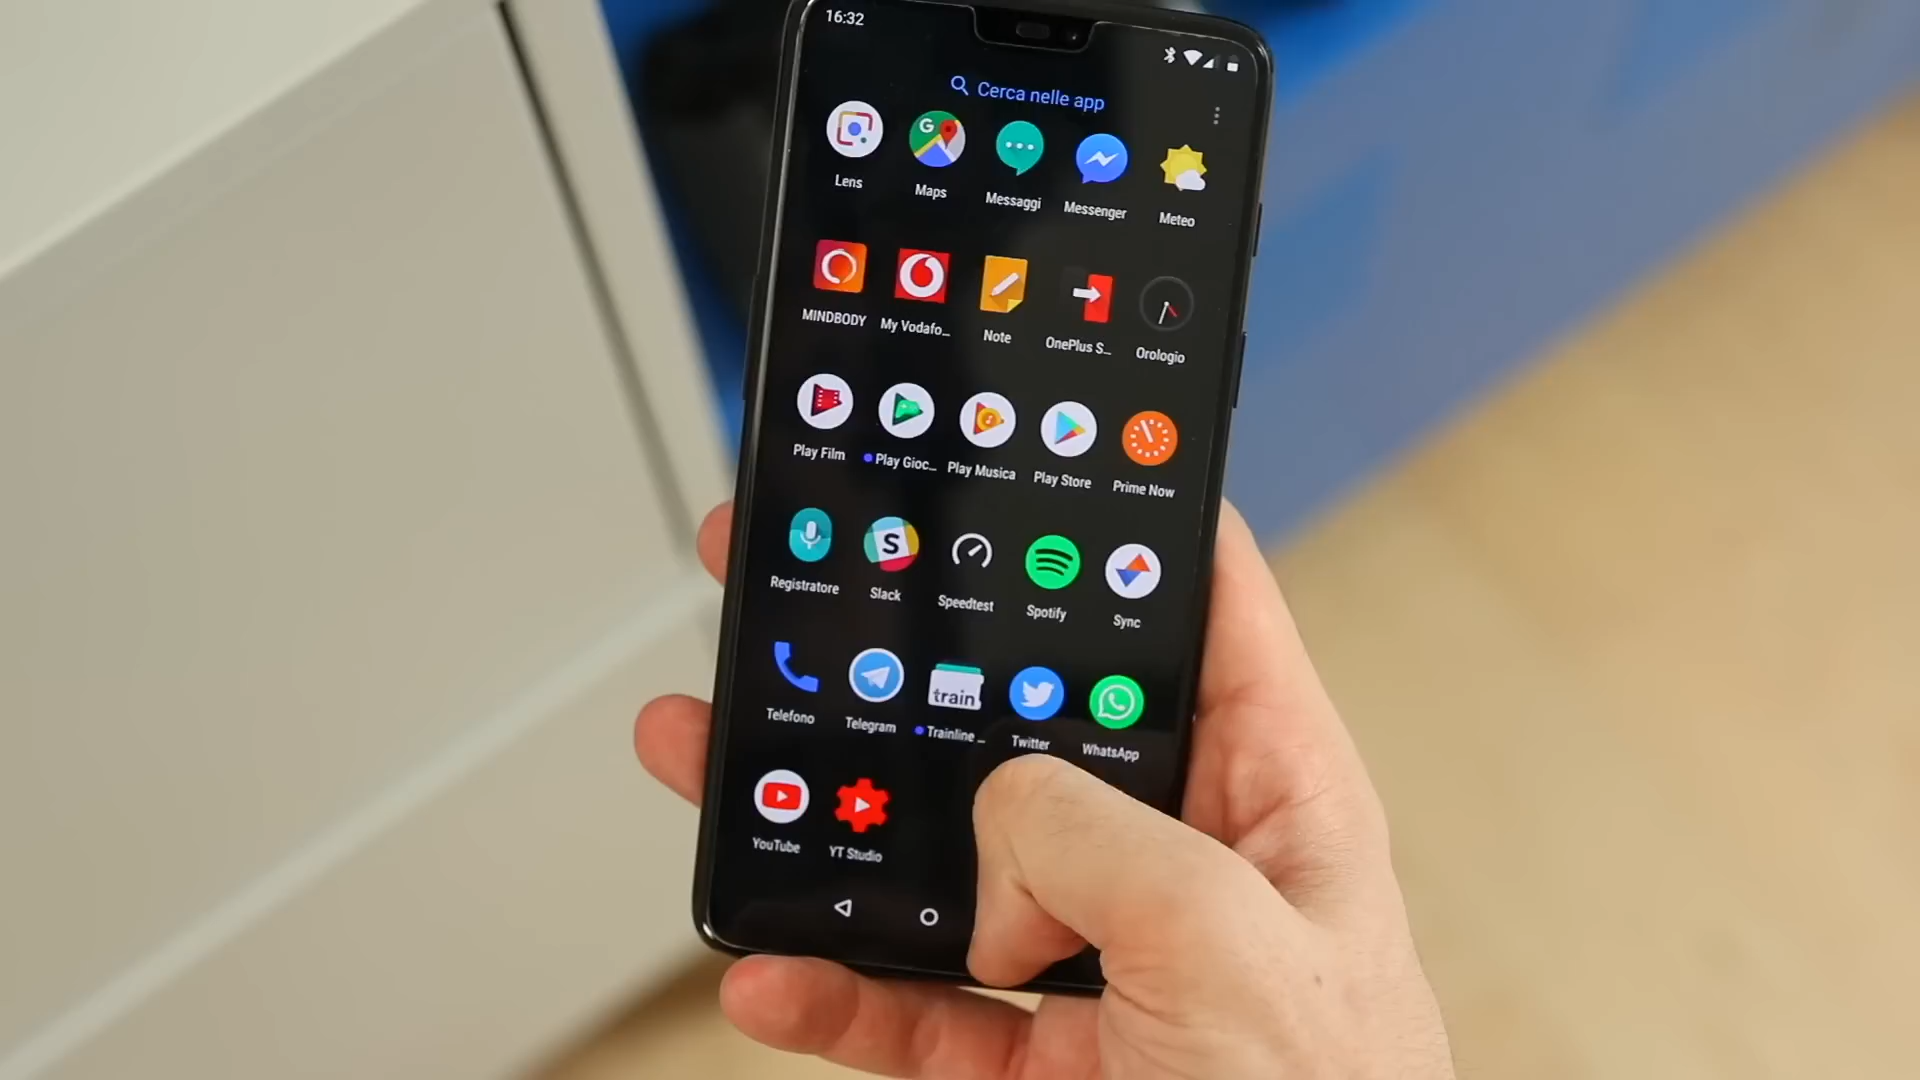 16:32
Cerca nelle app
G
Lens
Maps
Messaggi
Messenger
Meteo
MINDBODY
My Vodafo...
Note
OnePlus S...
Orologio
Play Film
Play Gioc...
Play Musica
Play Store
Prime Now
S
Registratore
Slack
Speedtest
Spotify
Sync
train
Telefono
Telegram
Trainline ...
Twitter
WhatsApp
YouTube
YT Studio